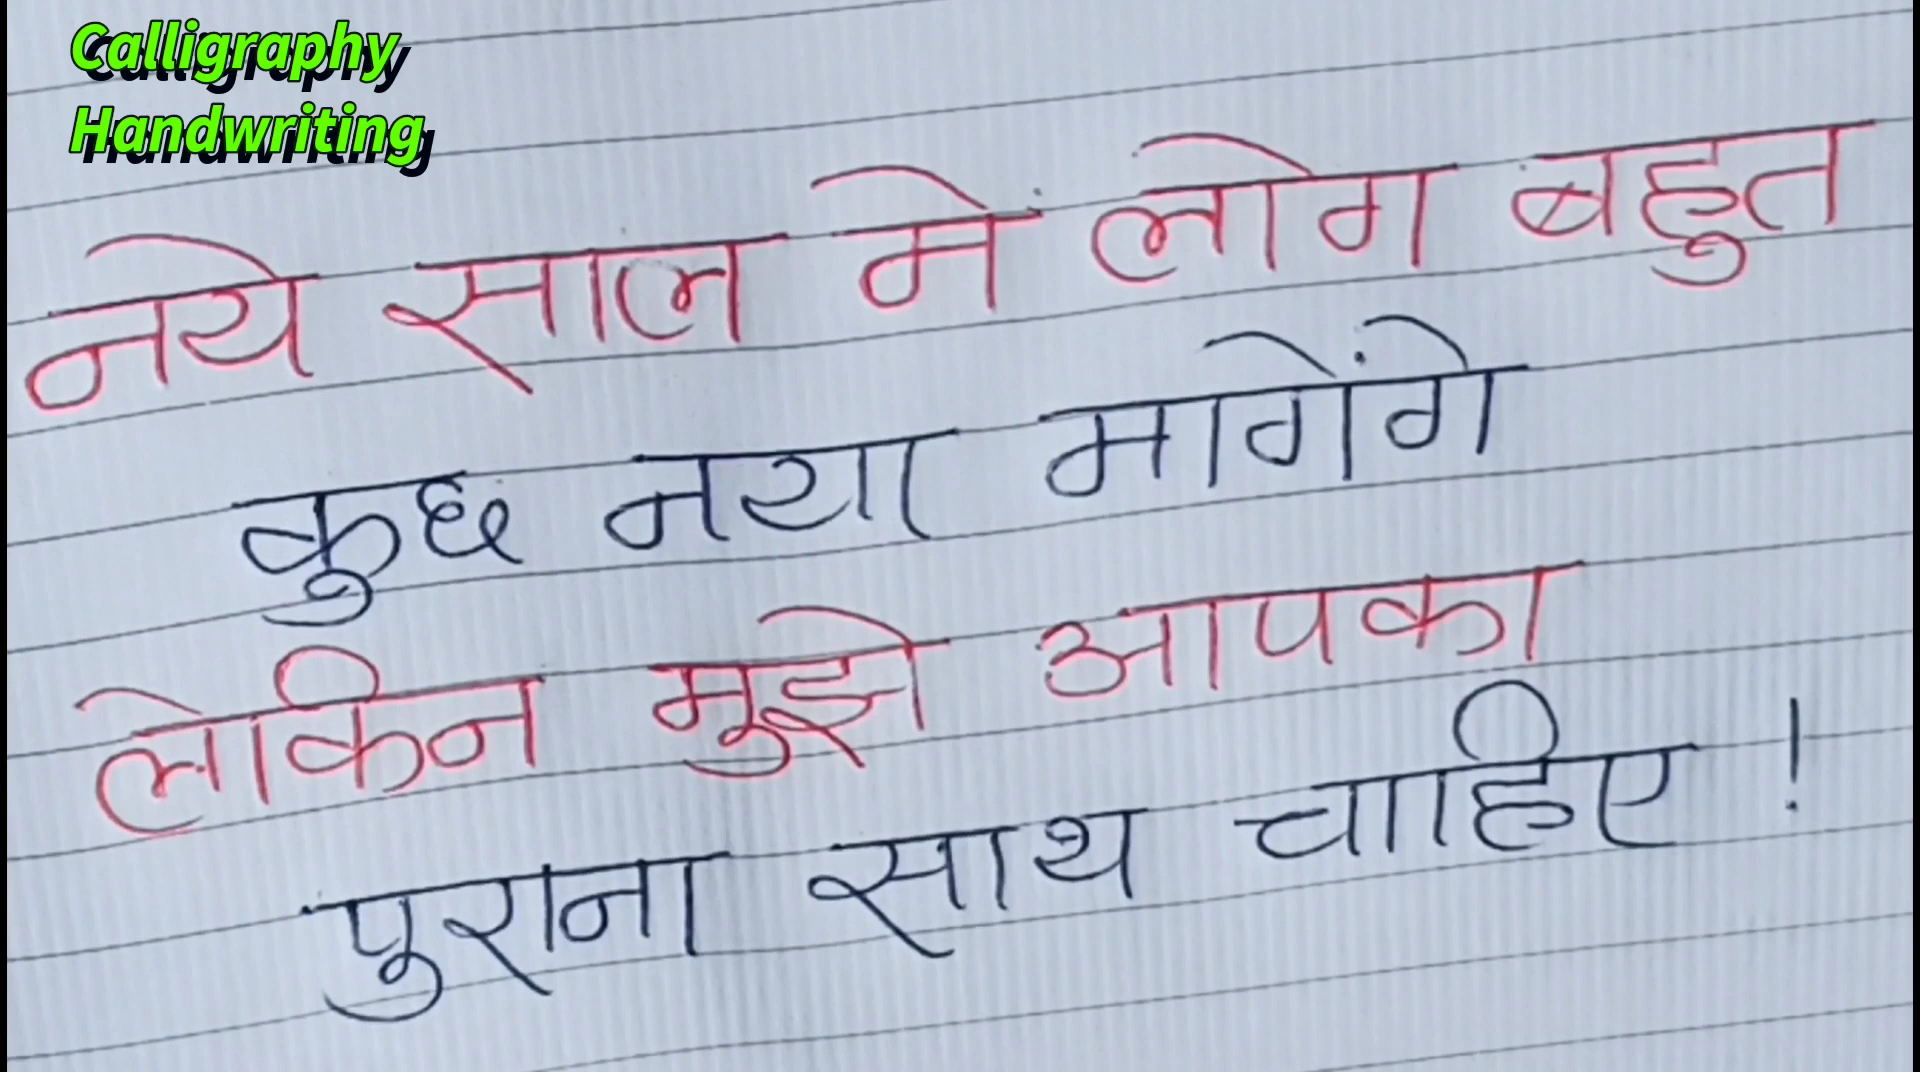 Calligraphy
Handwriting
नये साल में लोग बहुत
कुछ नया मागेंगे
लेकिन मुझे आपका
पुराना साथ चाहिए !